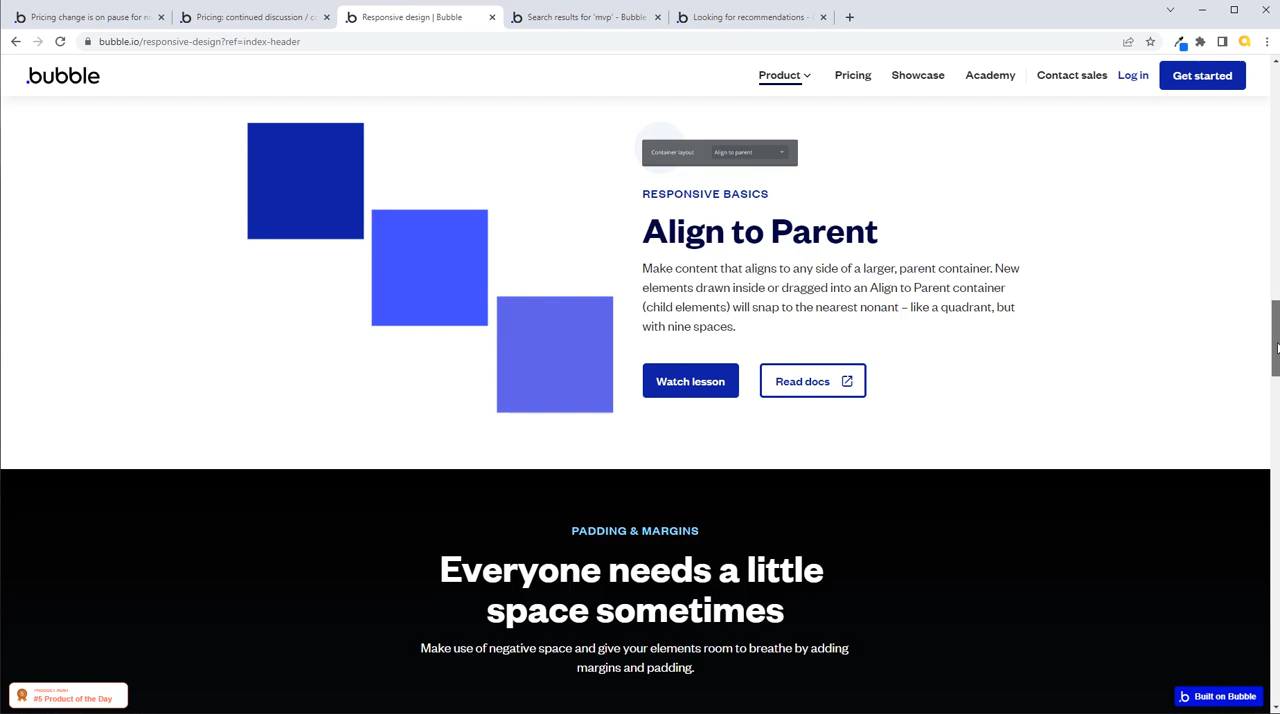 Pricing change is on pause for n
Pricing: continued discussion / c
Responsive design | Bubble
Search results for 'mvp' - Bubble
Looking for recommendations -
bubble.io/responsive-design?ref=index-header
.bubble
Product
Pricing
Showcase
Academy
Contact sales
Log in
Get started
Container layout
Align to parent
RESPONSIVE BASICS
Align to Parent
Make content that aligns to any side of a larger, parent container. New
elements drawn inside or dragged into an Align to Parent container
(child elements) will snap to the nearest nonant – like a quadrant, but
with nine spaces.
Watch lesson
Read docs
PADDING & MARGINS
Everyone needs a little
space sometimes
Make use of negative space and give your elements room to breathe by adding
margins and padding.
PRODUCT HUNT
#5 Product of the Day
Built on Bubble